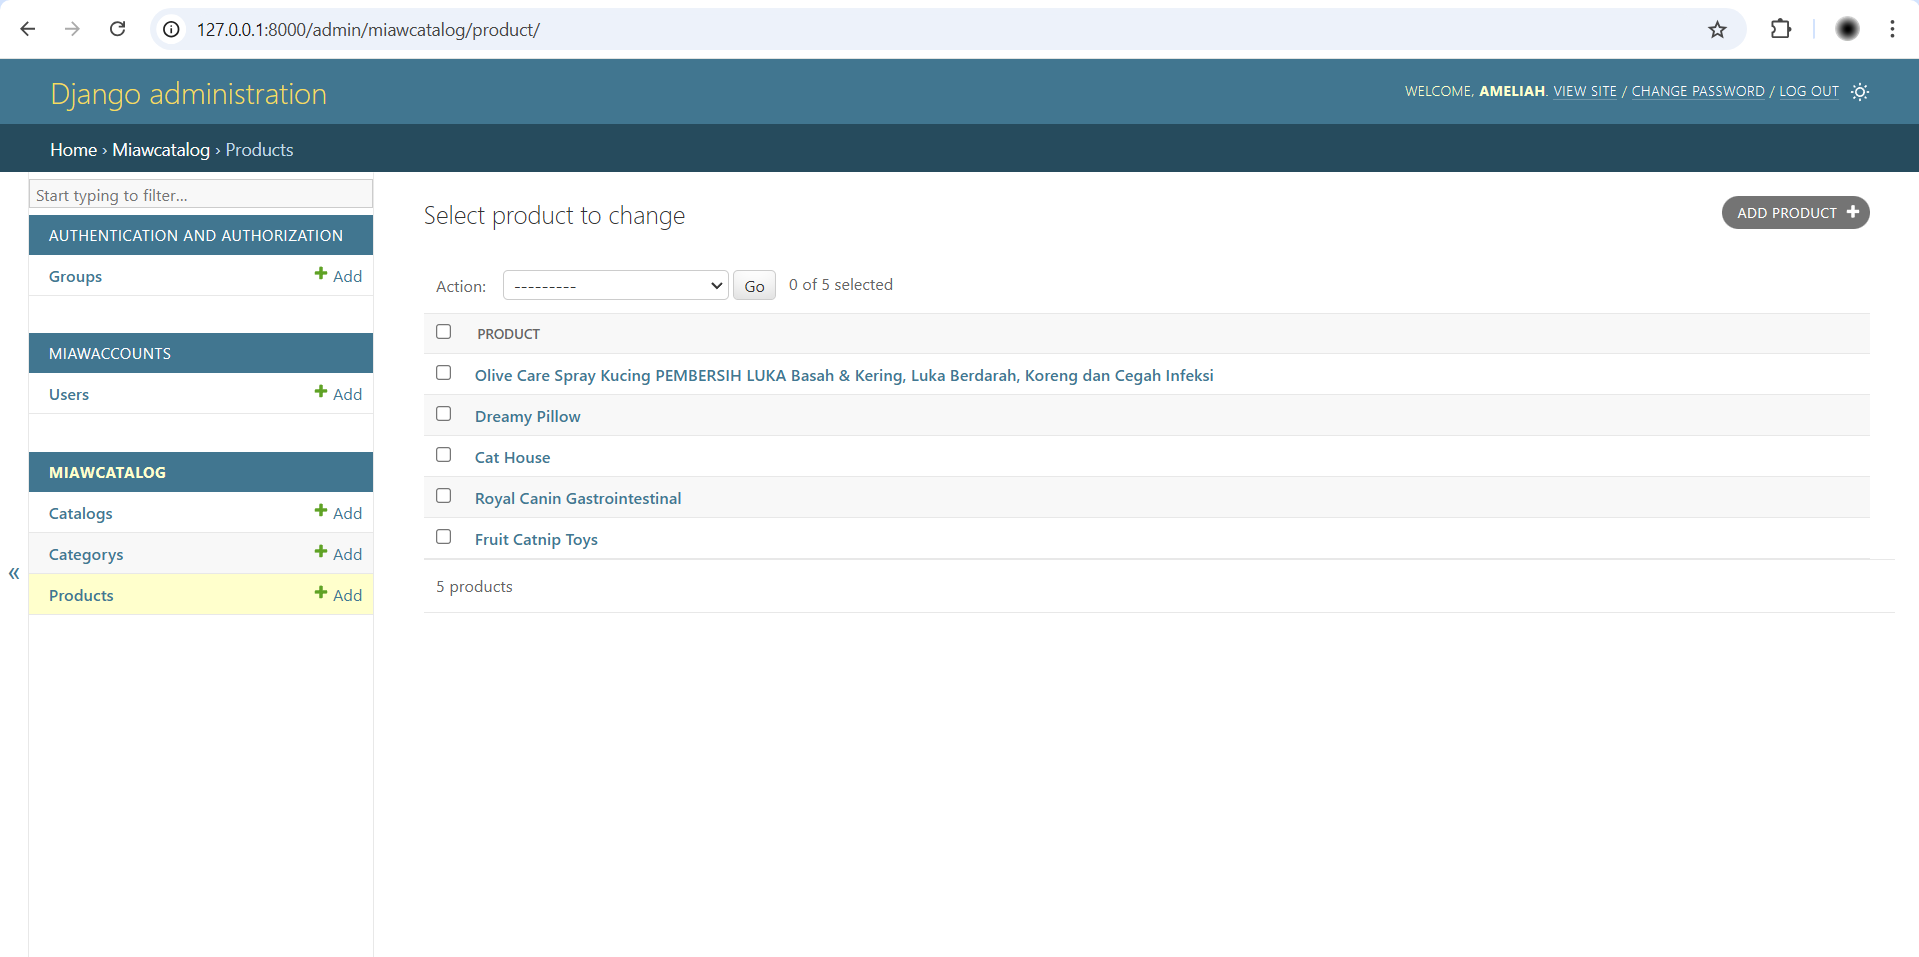 127.0.0.1:8000/admin/miawcatalog/product/
Django administration
WELCOME, AMELIAH. VIEW SITE / CHANGE PASSWORD / LOG OUT
Home › Miawcatalog › Products
Start typing to filter...
AUTHENTICATION AND AUTHORIZATION
Groups + Add
MIAWACCOUNTS
Users + Add
MIAWCATALOG
Catalogs + Add
Categorys + Add
Products + Add
«
Select product to change
ADD PRODUCT +
Action: --------- Go 0 of 5 selected
PRODUCT
Olive Care Spray Kucing PEMBERSIH LUKA Basah & Kering, Luka Berdarah, Koreng dan Cegah Infeksi
Dreamy Pillow
Cat House
Royal Canin Gastrointestinal
Fruit Catnip Toys
5 products